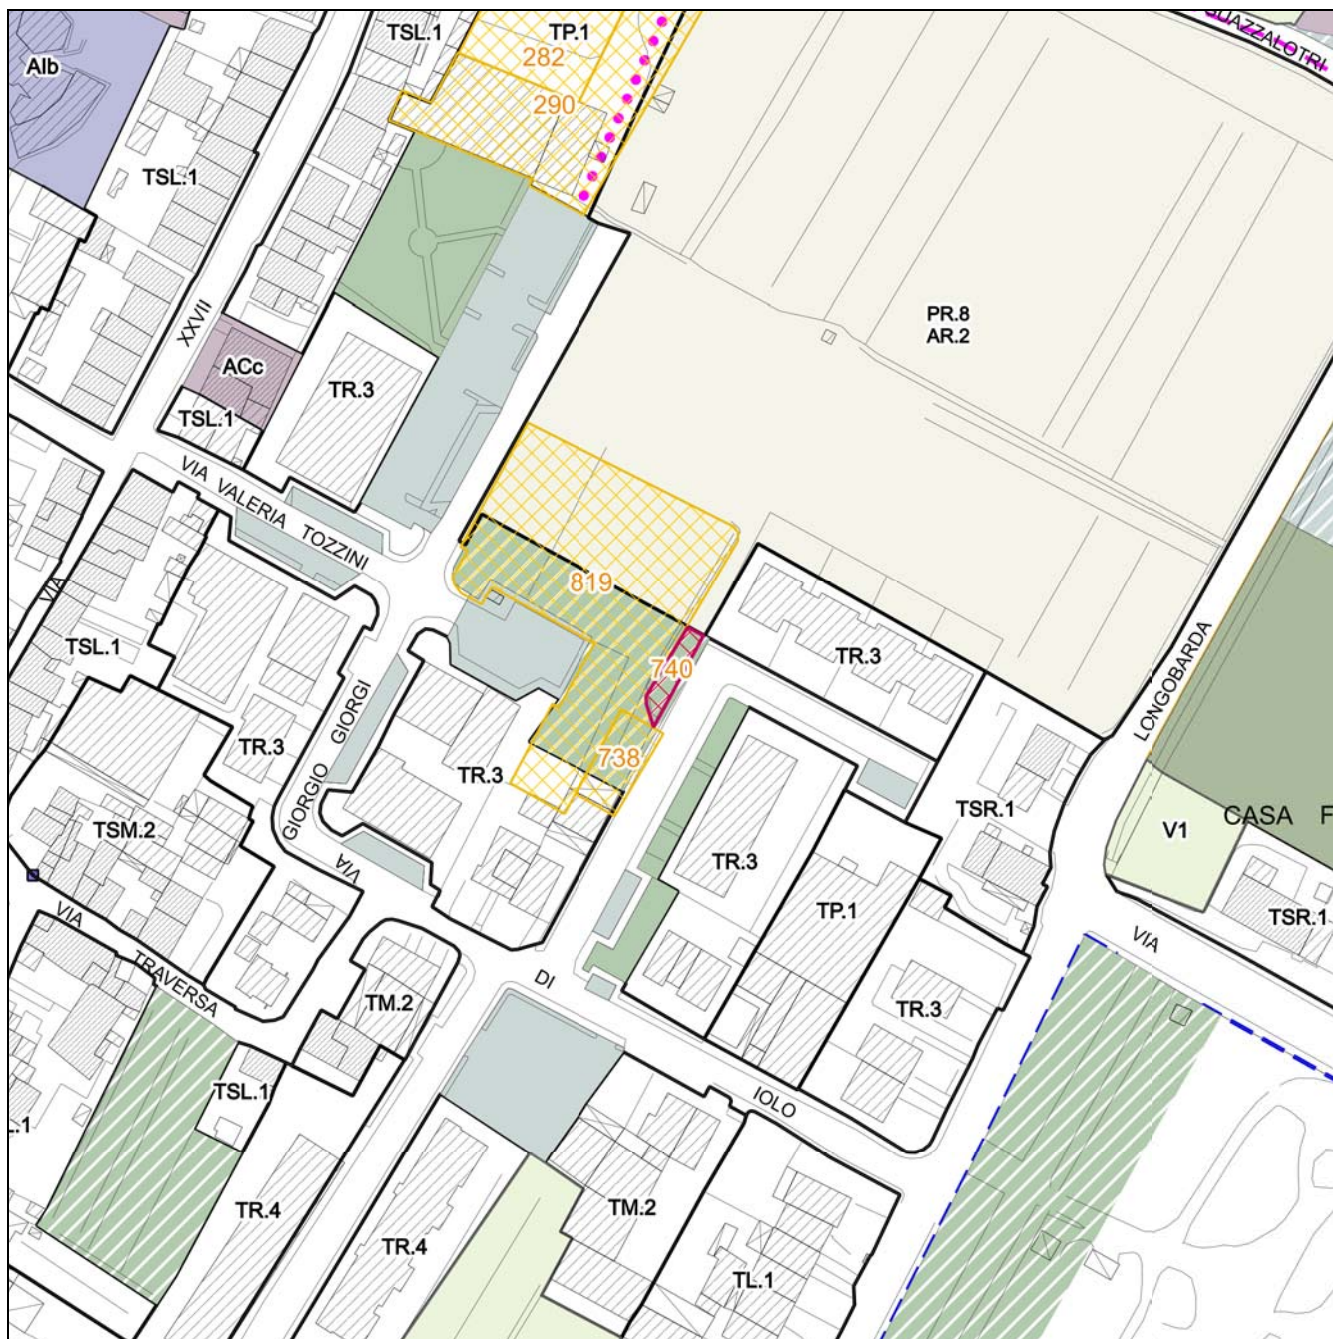 TSL.1
TP.1
GUAZZALOTRI
282
AIb
290
TSL.1
XXVII
PR.8
AR.2
ACc
TR.3
TSL.1
VIA VALERIA TOZZINI
819
VIA
TSL.1
740
TR.3
LONGOBARDA
GIORGIO GIORGI
TR.3
738
TR.3
TSM.2
TSR.1
CASA F
V1
TR.3
VIA
TP.1
VIA
TSR.1
VIA
TRAVERSA
DI
TM.2
TR.3
TSL.1
IOLO
L.1
TR.4
TM.2
TR.4
TL.1